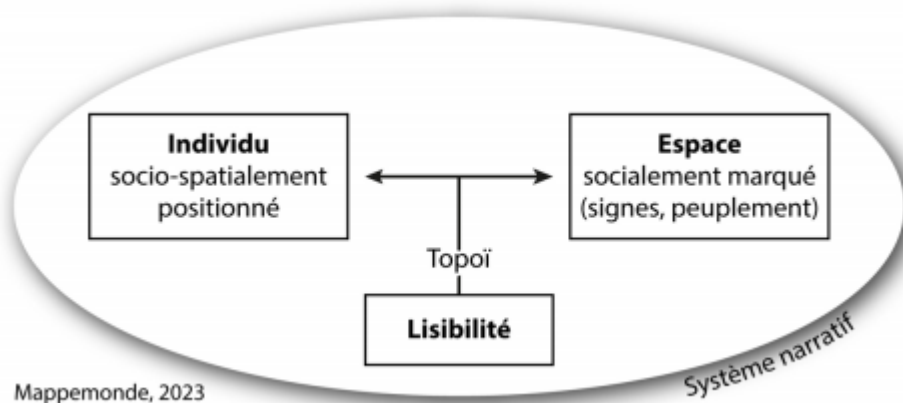 Individu
socio-spatialement
positionné
Espace
socialement marqué
(signes, peuplement)
Topoï
Lisibilité
Système narratif
Mappemonde, 2023